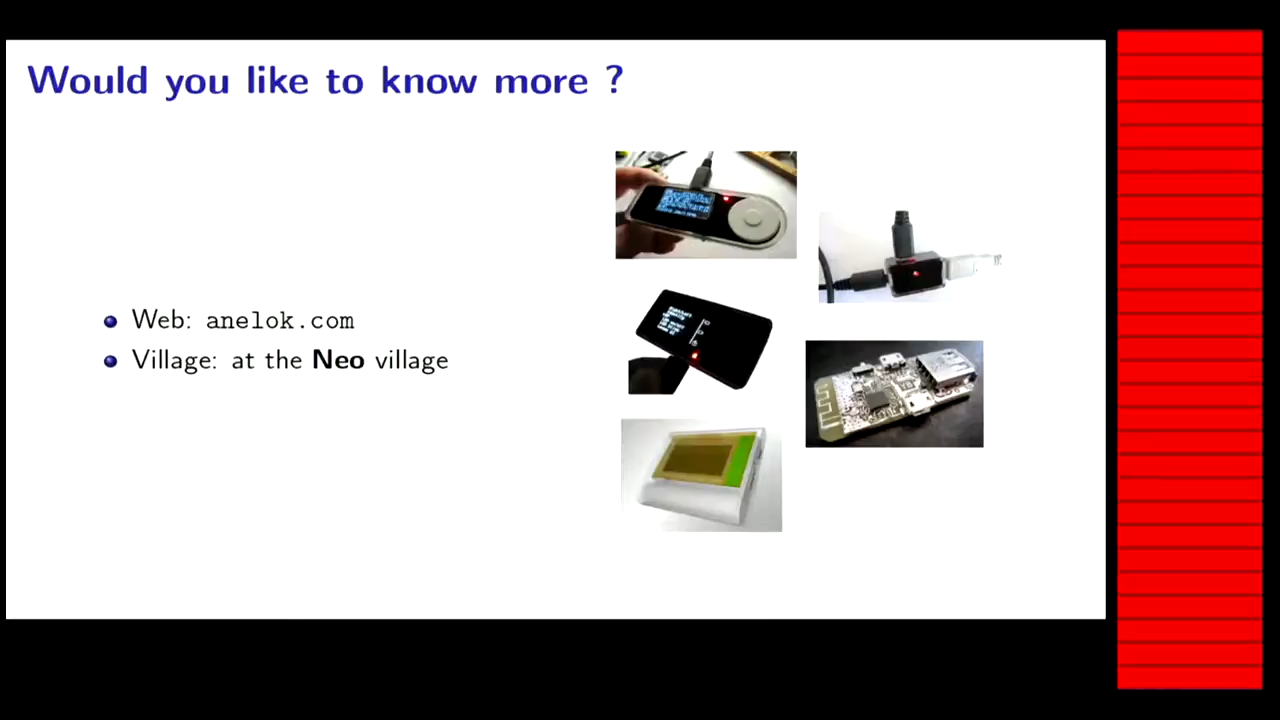 Would you like to know more ?
Web: anelok.com
Village: at the Neo village